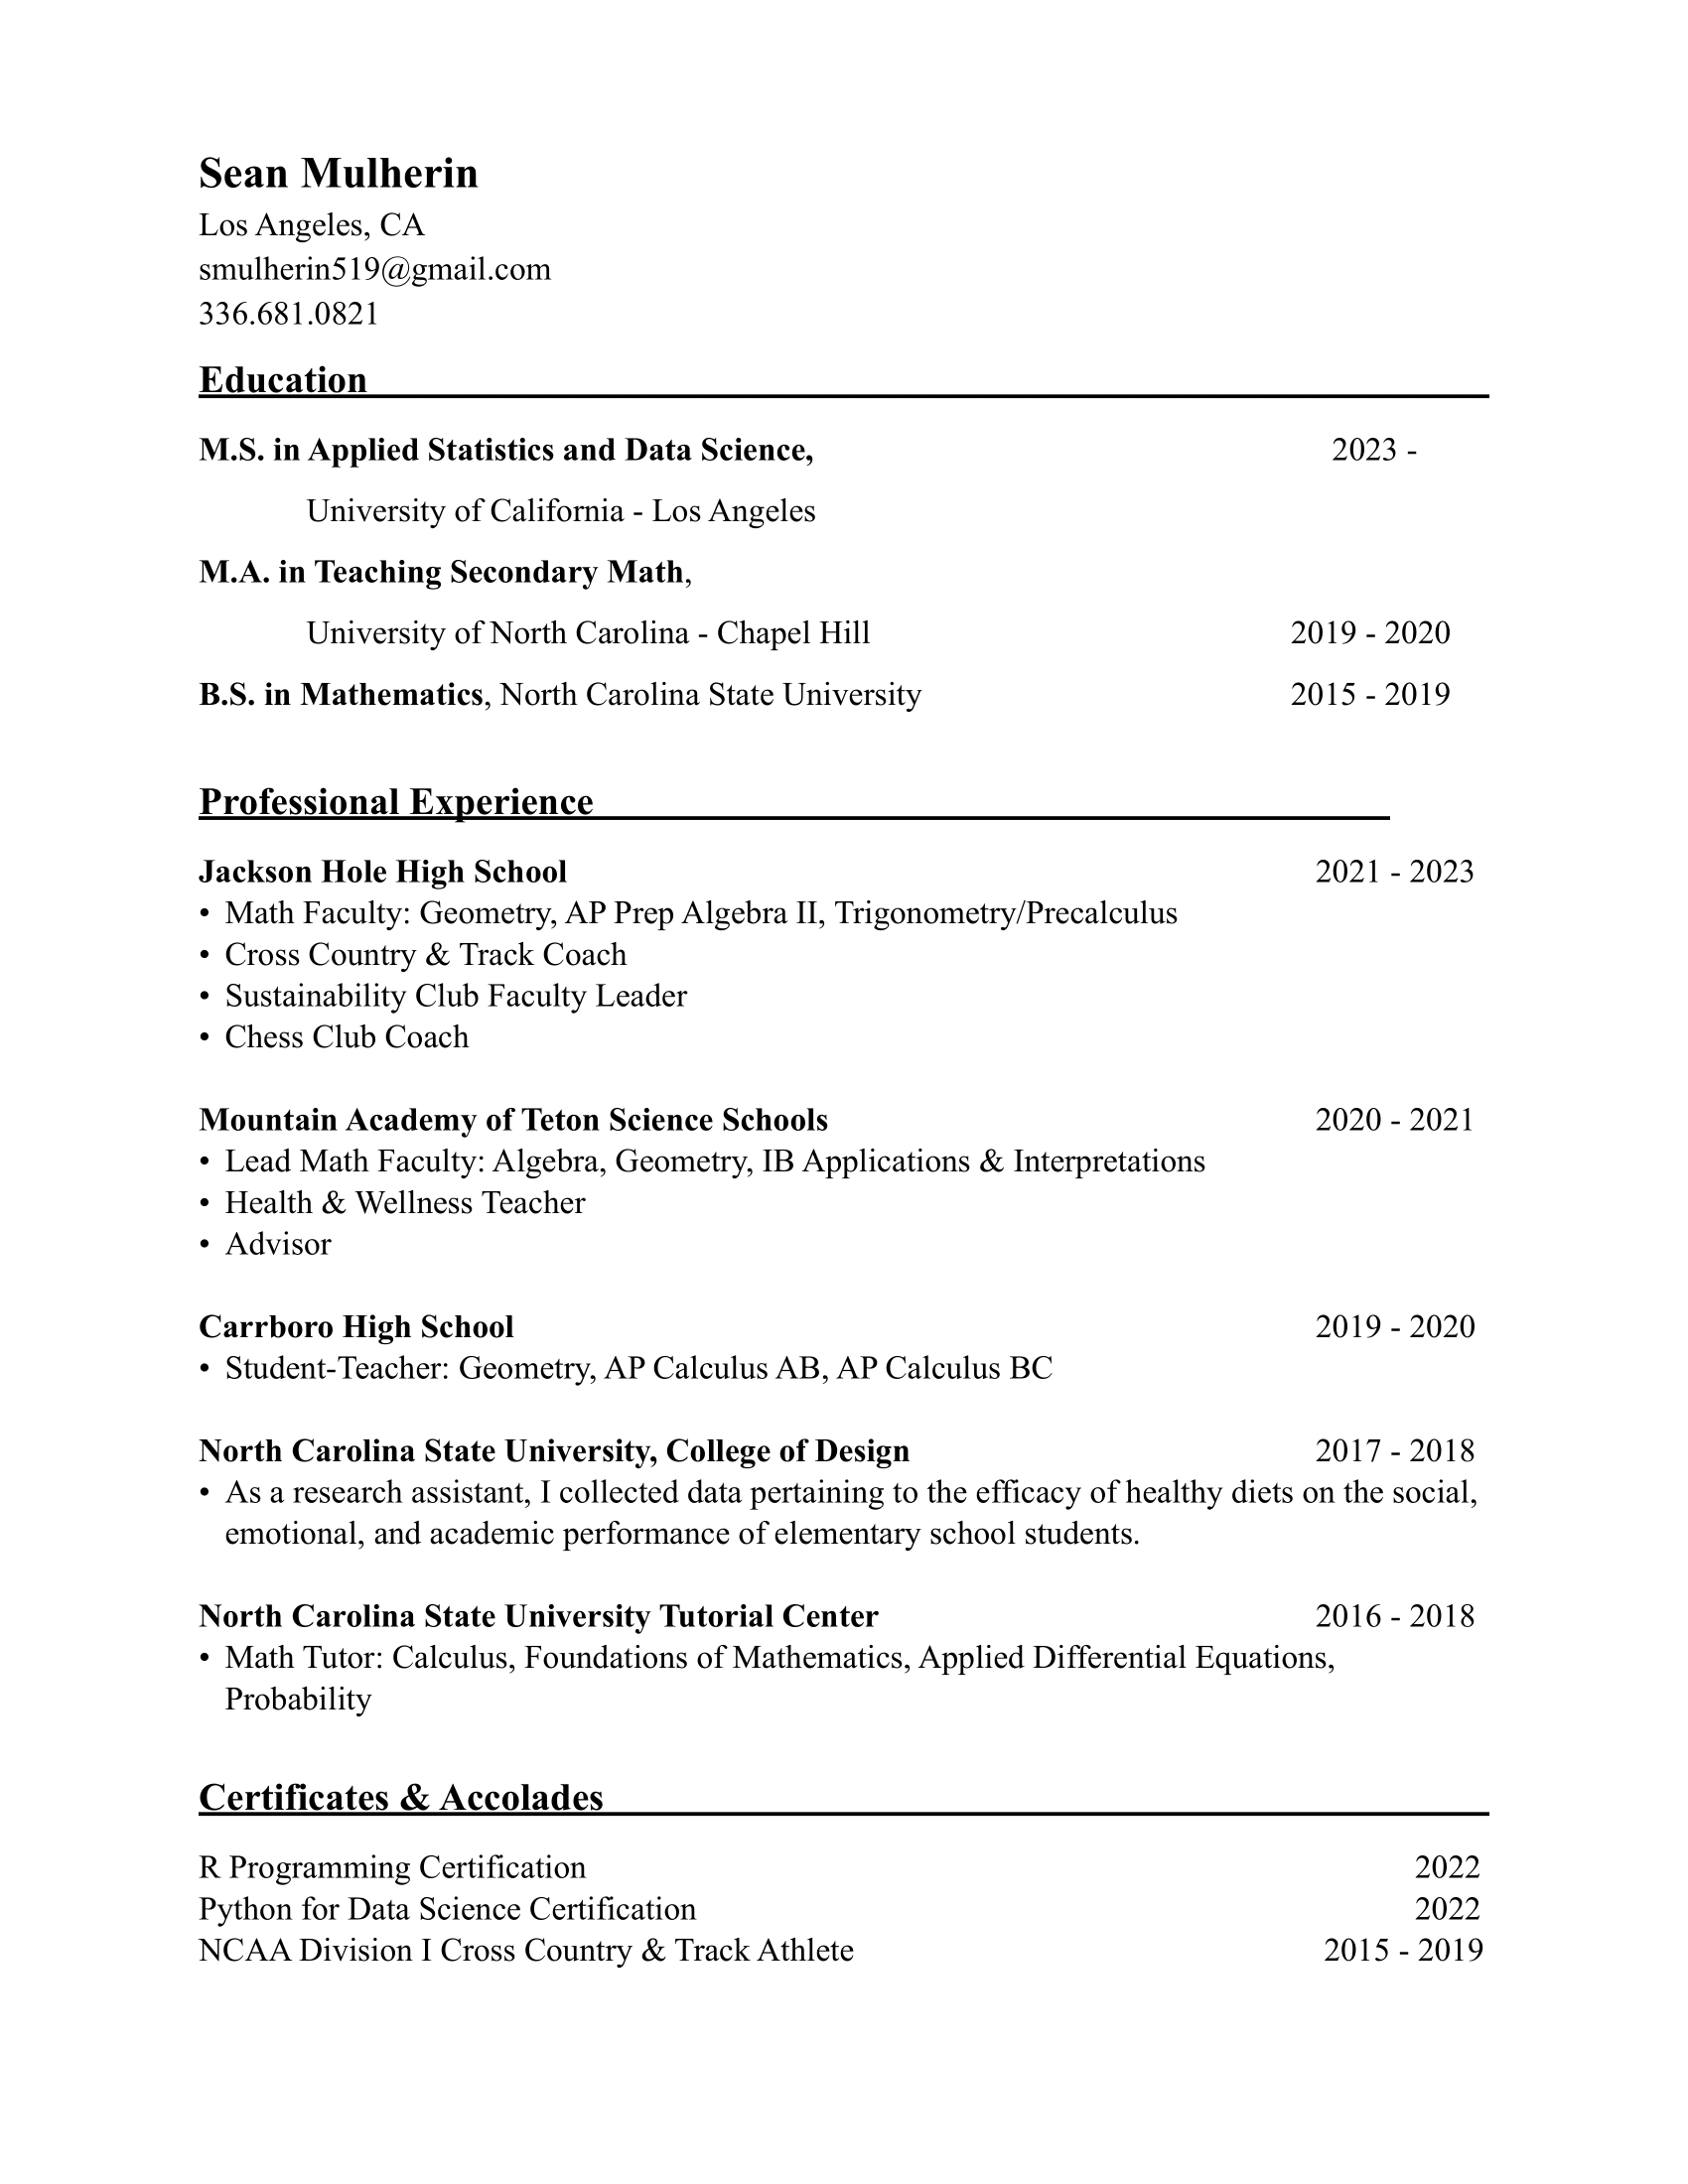 Sean Mulherin
Los Angeles, CA
smulherin519@gmail.com
336.681.0821
Education
M.S. in Applied Statistics and Data Science, 2023 -
University of California - Los Angeles
M.A. in Teaching Secondary Math,
University of North Carolina - Chapel Hill 2019 - 2020
B.S. in Mathematics, North Carolina State University 2015 - 2019
Professional Experience
Jackson Hole High School 2021 - 2023
• Math Faculty: Geometry, AP Prep Algebra II, Trigonometry/Precalculus
• Cross Country & Track Coach
• Sustainability Club Faculty Leader
• Chess Club Coach
Mountain Academy of Teton Science Schools 2020 - 2021
• Lead Math Faculty: Algebra, Geometry, IB Applications & Interpretations
• Health & Wellness Teacher
• Advisor
Carrboro High School 2019 - 2020
• Student-Teacher: Geometry, AP Calculus AB, AP Calculus BC
North Carolina State University, College of Design 2017 - 2018
• As a research assistant, I collected data pertaining to the efficacy of healthy diets on the social,
emotional, and academic performance of elementary school students.
North Carolina State University Tutorial Center 2016 - 2018
• Math Tutor: Calculus, Foundations of Mathematics, Applied Differential Equations,
Probability
Certificates & Accolades
R Programming Certification 2022
Python for Data Science Certification 2022
NCAA Division I Cross Country & Track Athlete 2015 - 2019